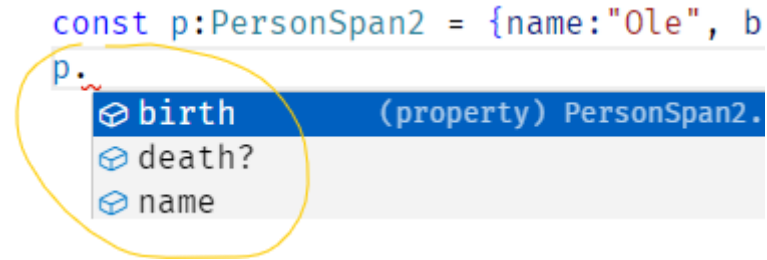 const p:PersonSpan2 = {name:"Ole", b
p.
birth (property) PersonSpan2.
death?
name